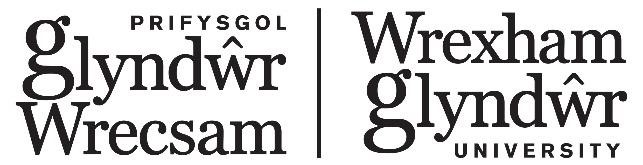 PRIFYSGOL
glyndŵr
Wrecsam
Wrexham
glyndŵr
UNIVERSITY